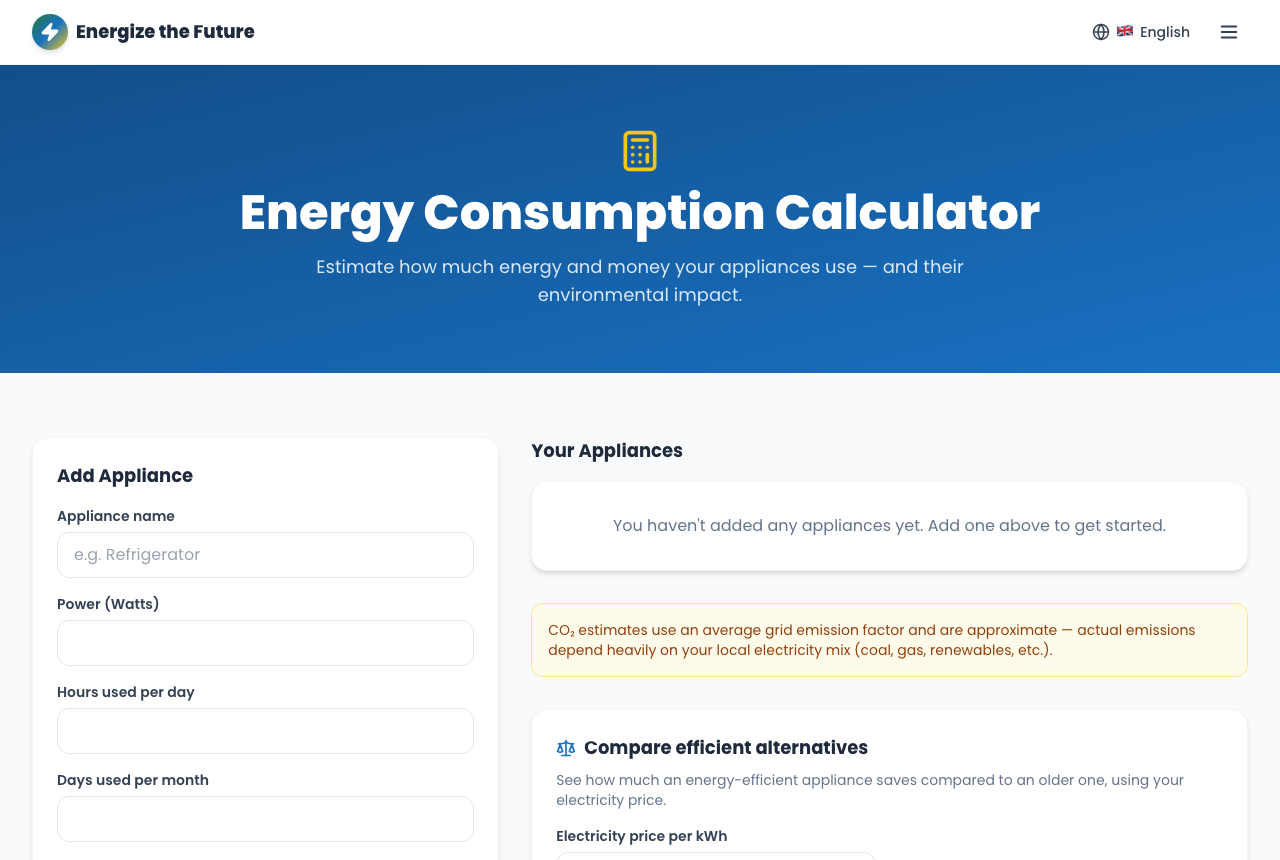 Energize the Future
English
Energy Consumption Calculator
Estimate how much energy and money your appliances use — and their
environmental impact.
Add Appliance
Appliance name
e.g. Refrigerator
Power (Watts)
Hours used per day
Days used per month
Your Appliances
You haven't added any appliances yet. Add one above to get started.
CO₂ estimates use an average grid emission factor and are approximate — actual emissions
depend heavily on your local electricity mix (coal, gas, renewables, etc.).
Compare efficient alternatives
See how much an energy-efficient appliance saves compared to an older one, using your
electricity price.
Electricity price per kWh